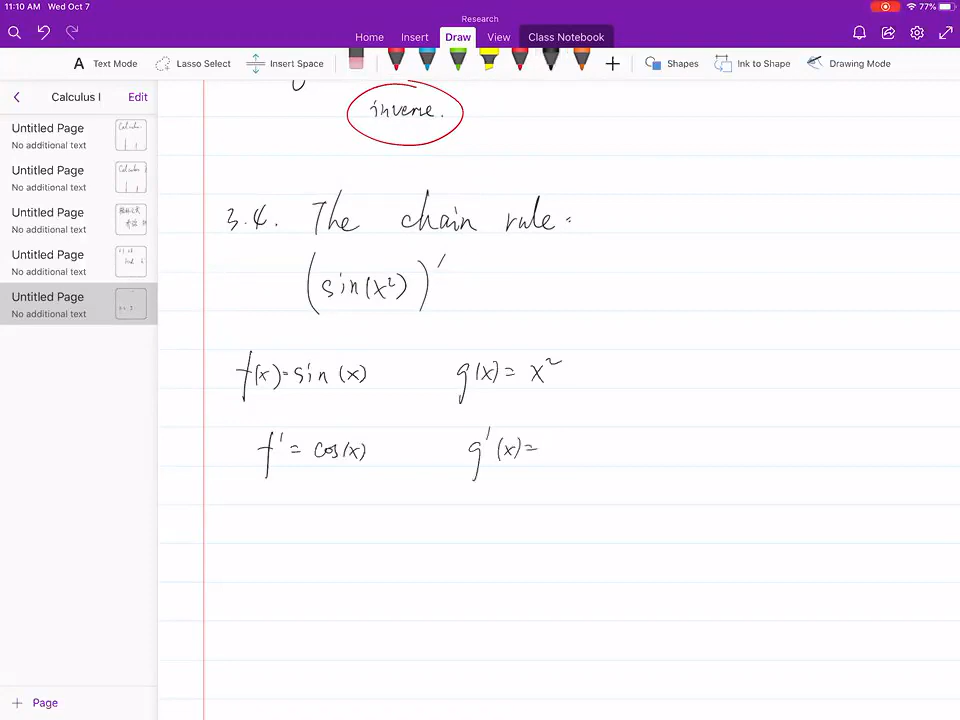 11:10 AM Wed Oct 7
77%
Research
Home Insert Draw View Class Notebook
Text Mode Lasso Select Insert Space Shapes Ink to Shape Drawing Mode
Calculus I Edit
Untitled Page
No additional text
Untitled Page
No additional text
Untitled Page
No additional text
Untitled Page
No additional text
Untitled Page
No additional text
Page
inverse.
3.4. The chain rule:
(sin(x²))'
f(x)=sin(x) g(x)= x²
f' = cos(x) g'(x)=